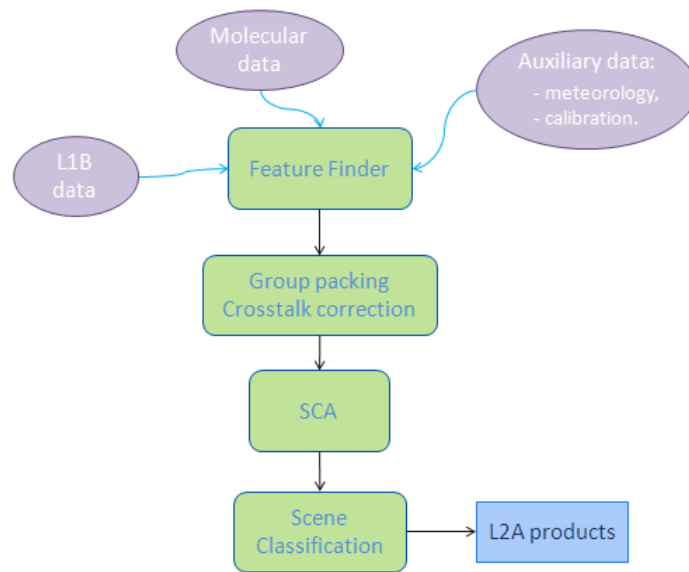 Molecular
data
Auxiliary data:
- meteorology,
- calibration.
L1B
data
Feature Finder
Group packing
Crosstalk correction
SCA
Scene
Classification
L2A products